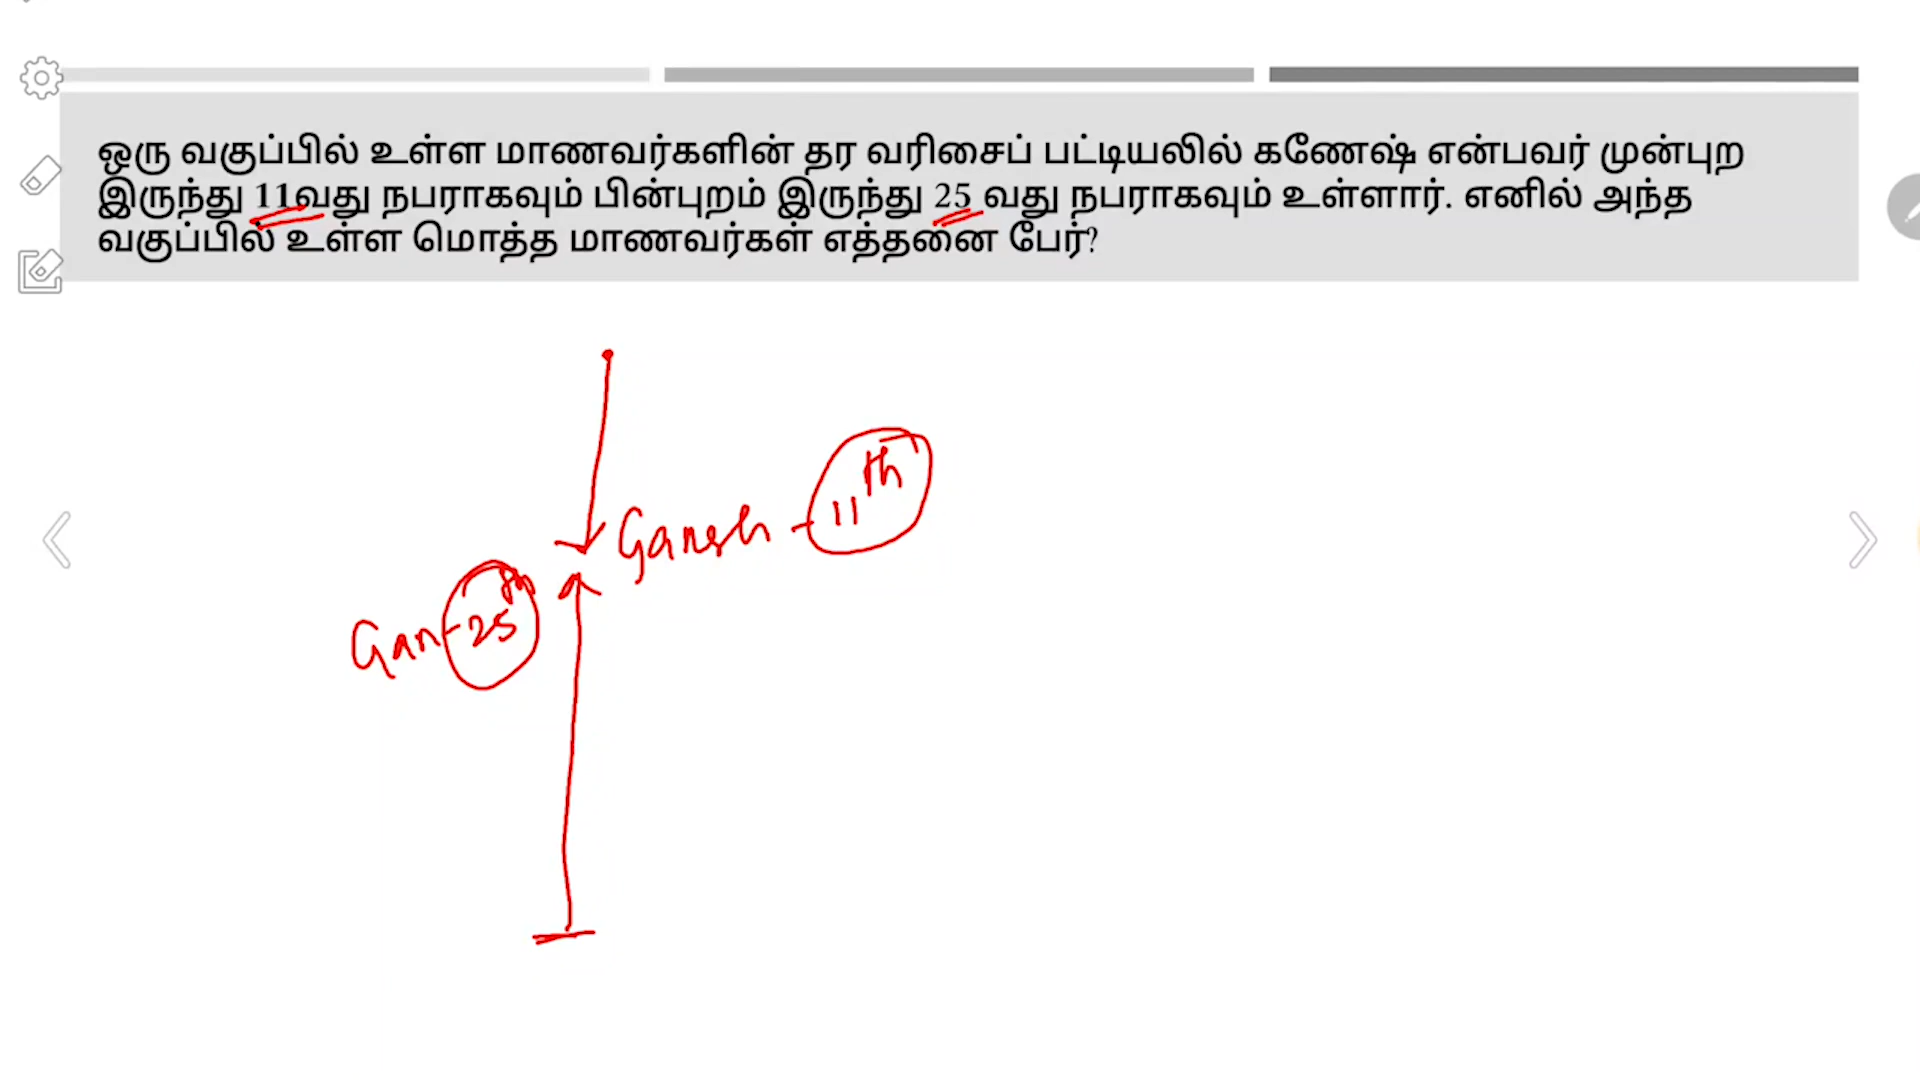 ஒரு வகுப்பில் உள்ள மாணவர்களின் தர வரிசைப் பட்டியலில் கணேஷ் என்பவர் முன்புற
இருந்து 11வது நபராகவும் பின்புறம் இருந்து 25 வது நபராகவும் உள்ளார். எனில் அந்த
வகுப்பில் உள்ள மொத்த மாணவர்கள் எத்தனை பேர்?
Ganesh - 11th
Gan - 25th